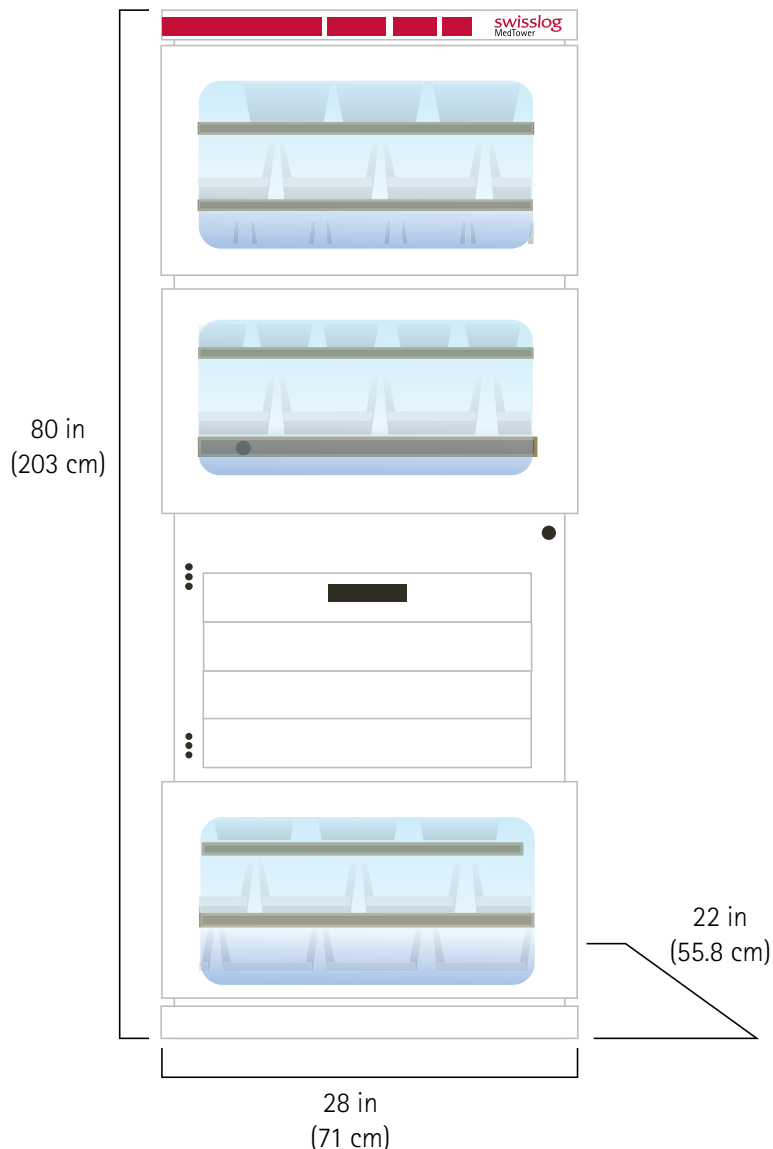 swisslog
MedTower
80 in
(203 cm)
22 in
(55.8 cm)
28 in
(71 cm)